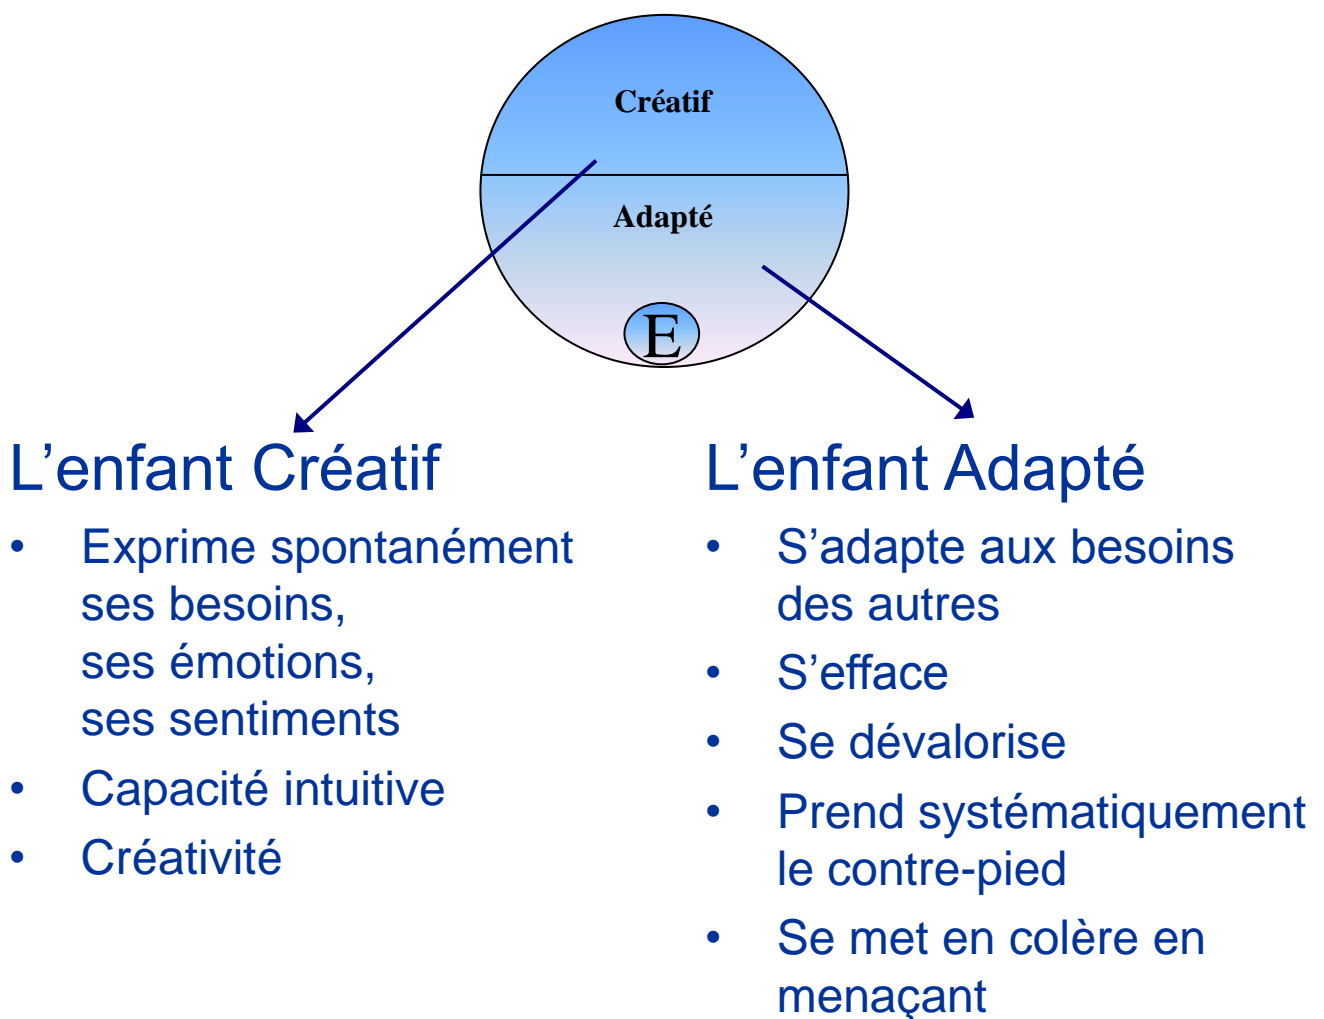 Créatif
Adapté
E
L’enfant Créatif
• Exprime spontanément
ses besoins,
ses émotions,
ses sentiments
• Capacité intuitive
• Créativité
L’enfant Adapté
• S’adapte aux besoins
des autres
• S’efface
• Se dévalorise
• Prend systématiquement
le contre-pied
• Se met en colère en
menaçant